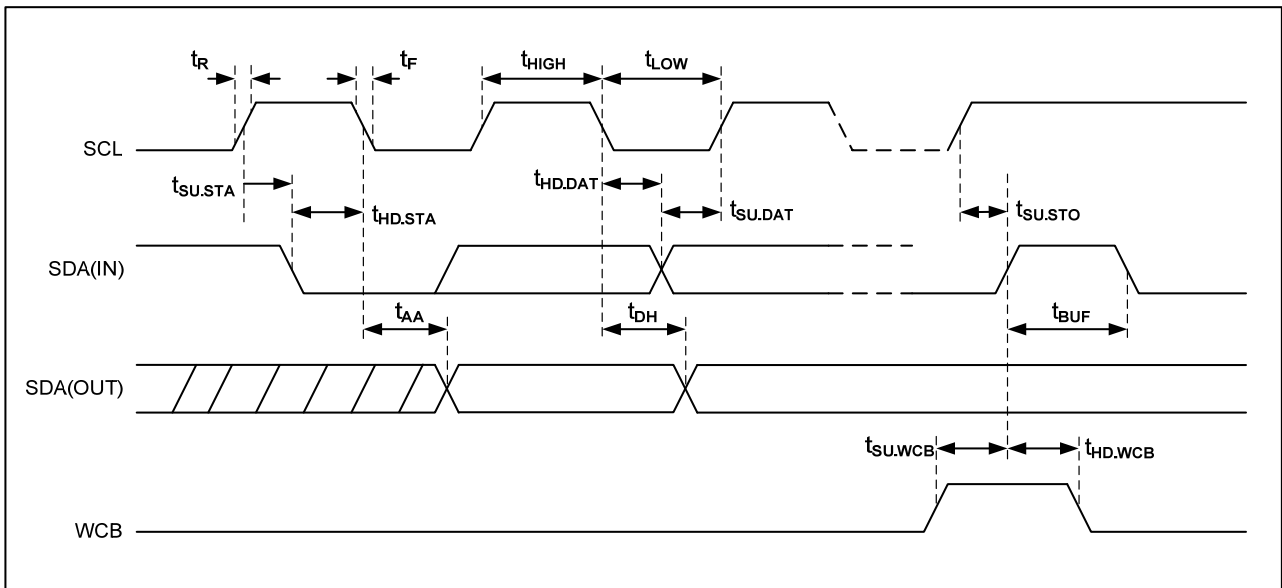 tR tF tHIGH tLOW
SCL
tSU.STA tHD.STA tHD.DAT tSU.DAT tSU.STO
SDA(IN)
tAA tDH tBUF
SDA(OUT)
tSU.WCB tHD.WCB
WCB